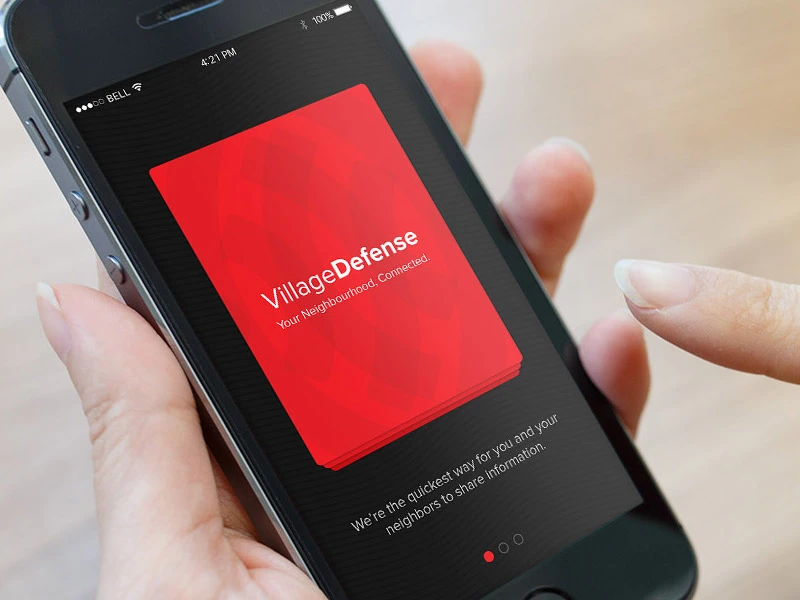 BELL
4:21 PM
100%
VillageDefense
Your Neighbourhood, Connected.
We're the quickest way for you and your
neighbors to share information.